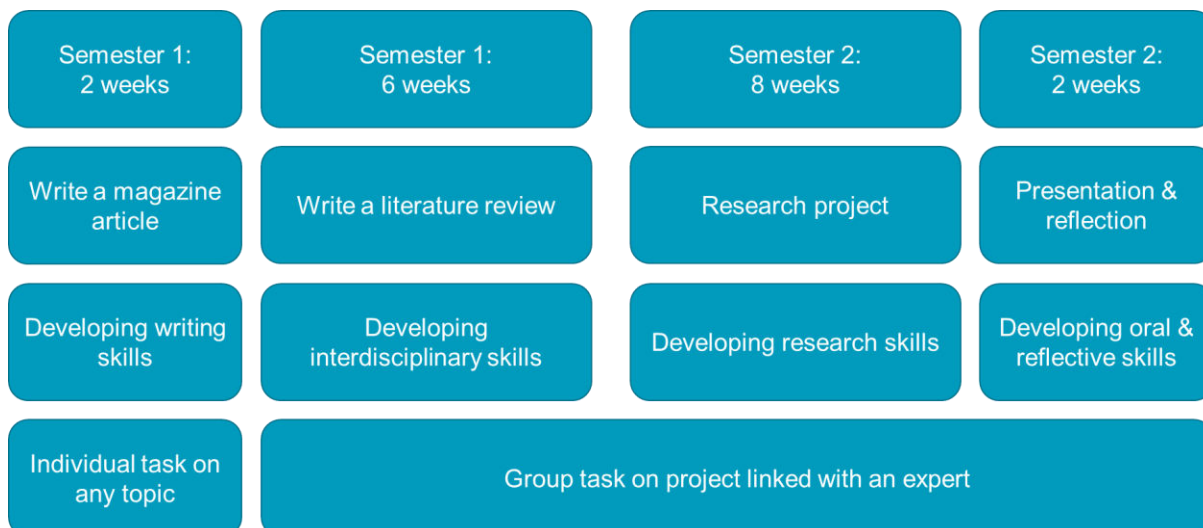 Semester 1:
2 weeks
Semester 1:
6 weeks
Semester 2:
8 weeks
Semester 2:
2 weeks
Write a magazine
article
Write a literature review
Research project
Presentation &
reflection
Developing writing
skills
Developing
interdisciplinary skills
Developing research skills
Developing oral &
reflective skills
Individual task on
any topic
Group task on project linked with an expert